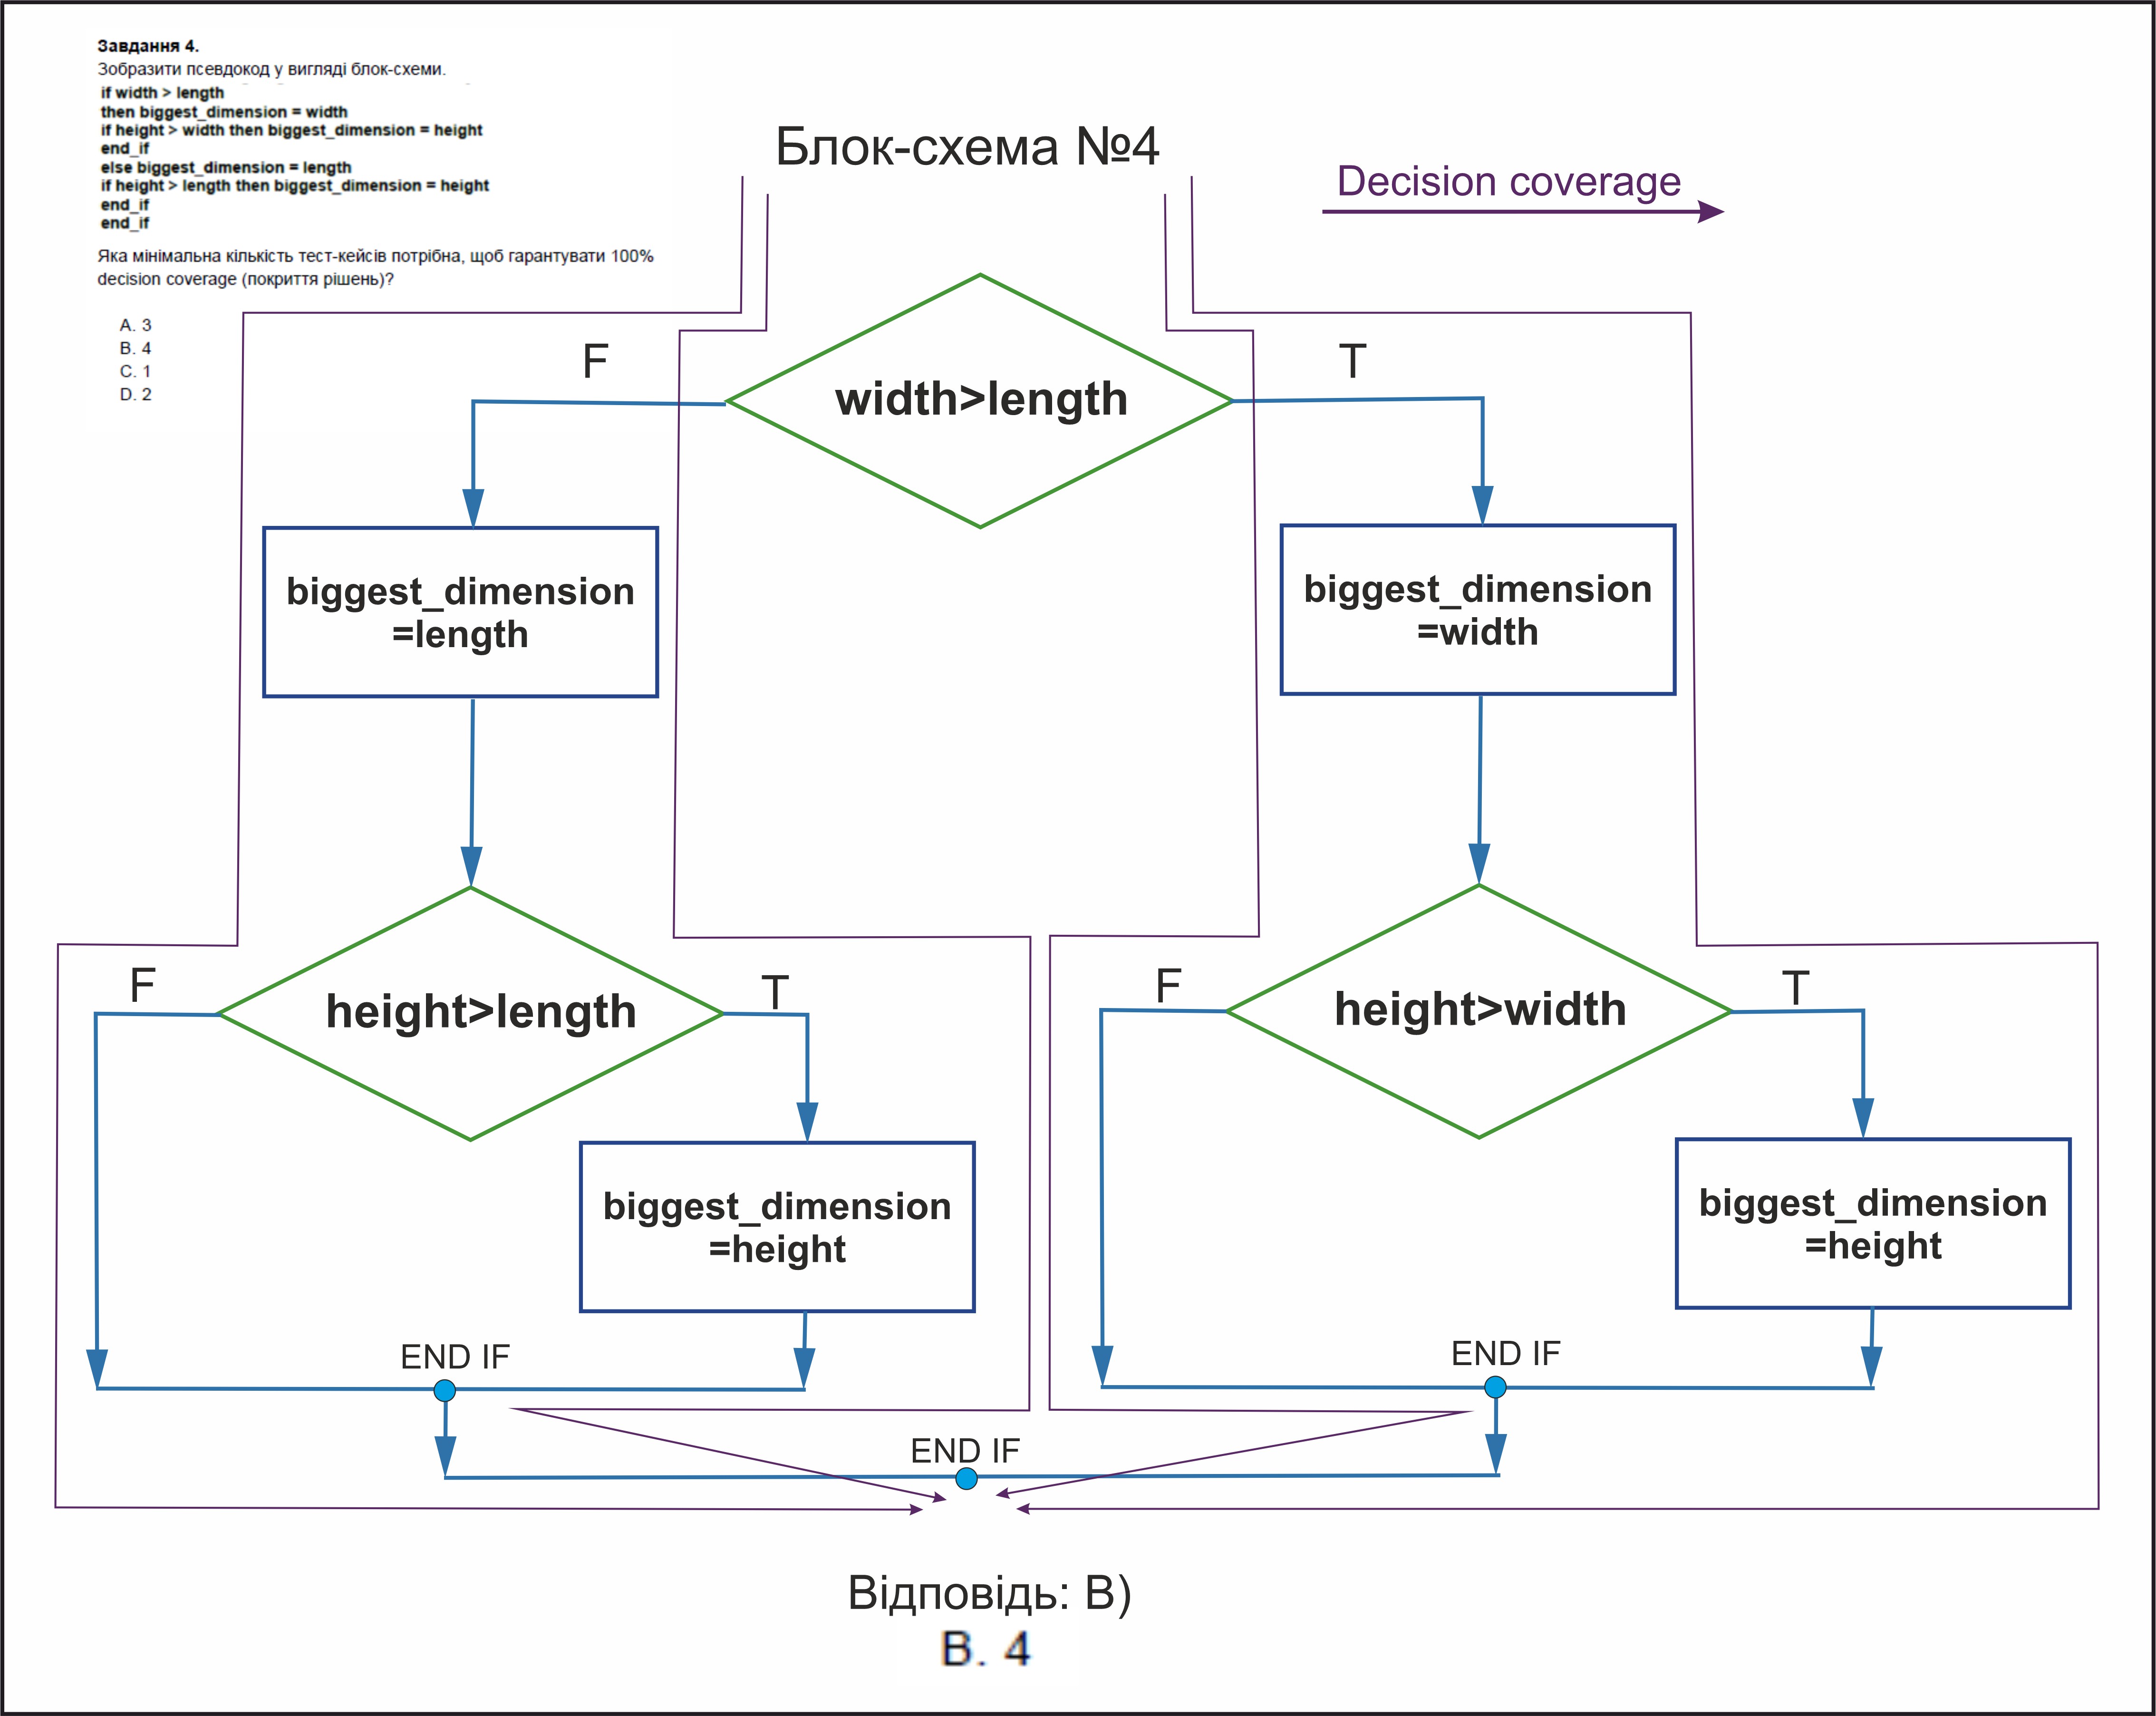 Завдання 4.
Зобразити псевдокод у вигляді блок-схеми.
if width > length
then biggest_dimension = width
if height > width then biggest_dimension = height
end_if
else biggest_dimension = length
if height > length then biggest_dimension = height
end_if
end_if
Яка мінімальна кількість тест-кейсів потрібна, щоб гарантувати 100%
decision coverage (покриття рішень)?
A. 3
B. 4
C. 1
D. 2
Блок-схема №4
Decision coverage
F
T
width>length
biggest_dimension
=length
biggest_dimension
=width
F
T
height>length
F
T
height>width
biggest_dimension
=height
biggest_dimension
=height
END IF
END IF
END IF
Відповідь: B)
B. 4